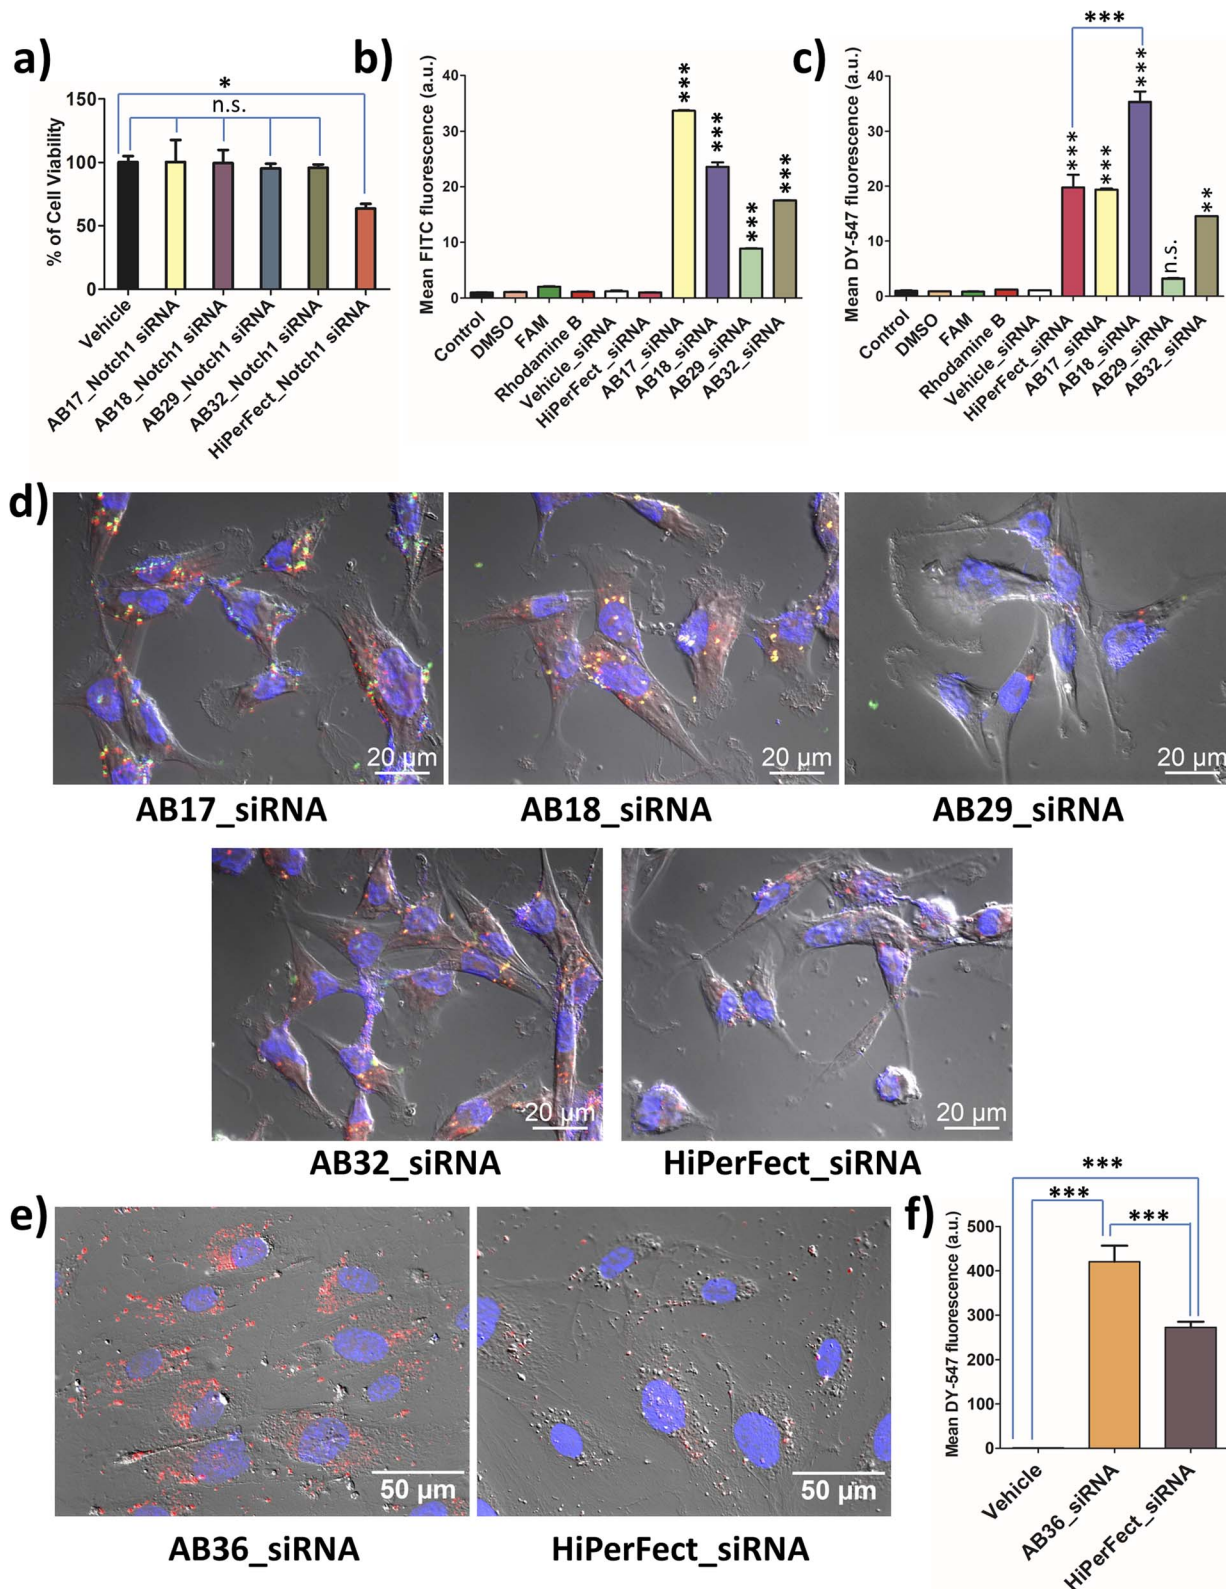 a)
*
n.s.
% of Cell Viability
150
100
50
0
Vehicle
AB17_Notch1 siRNA
AB18_Notch1 siRNA
AB29_Notch1 siRNA
AB32_Notch1 siRNA
HiPerFect_Notch1 siRNA
b)
Mean FITC fluorescence (a.u.)
40
30
20
10
0
***
***
***
***
Control
DMSO
FAM
Rhodamine B
Vehicle_siRNA
HiPerFect_siRNA
AB17_siRNA
AB18_siRNA
AB29_siRNA
AB32_siRNA
c)
***
Mean DY-547 fluorescence (a.u.)
40
30
20
10
0
***
***
***
n.s.
**
Control
DMSO
FAM
Rhodamine B
Vehicle_siRNA
HiPerFect_siRNA
AB17_siRNA
AB18_siRNA
AB29_siRNA
AB32_siRNA
d)
20 µm
20 µm
20 µm
AB17_siRNA
AB18_siRNA
AB29_siRNA
20 µm
20 µm
AB32_siRNA
HiPerFect_siRNA
e)
50 µm
50 µm
AB36_siRNA
HiPerFect_siRNA
f)
***
***
***
Mean DY-547 fluorescence (a.u.)
500
400
300
200
100
0
Vehicle
AB36_siRNA
HiPerFect_siRNA